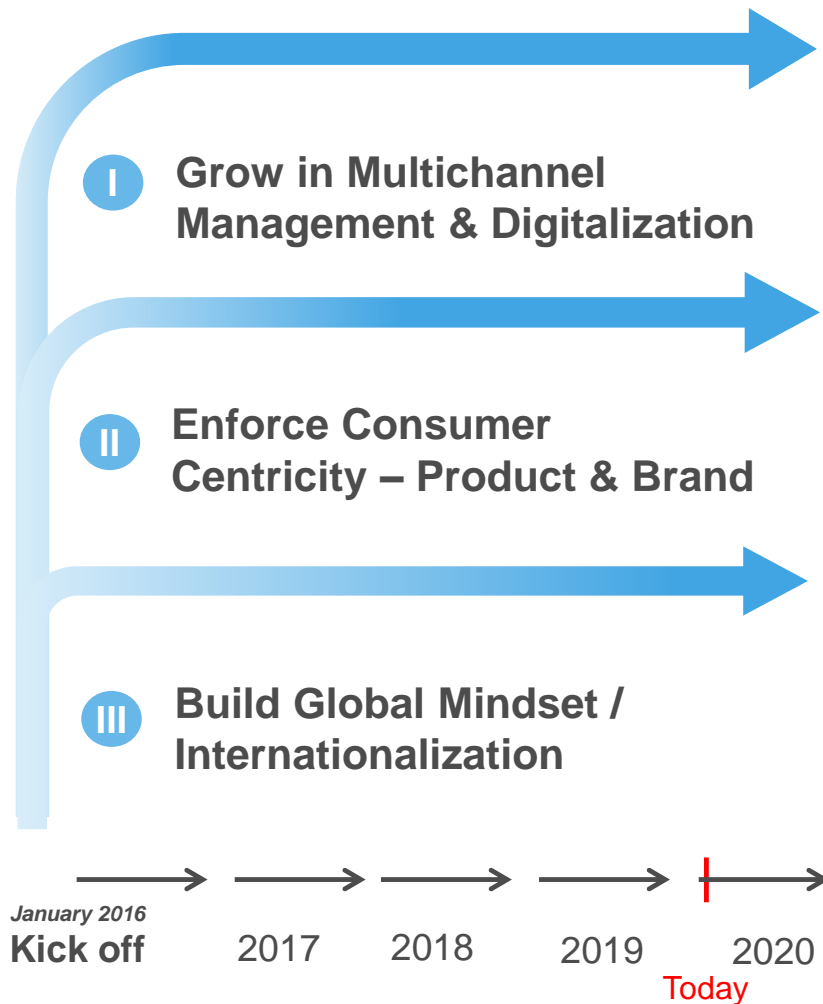 I
Grow in Multichannel
Management & Digitalization
II
Enforce Consumer
Centricity – Product & Brand
III
Build Global Mindset /
Internationalization
January 2016
Kick off
2017
2018
2019
2020
Today